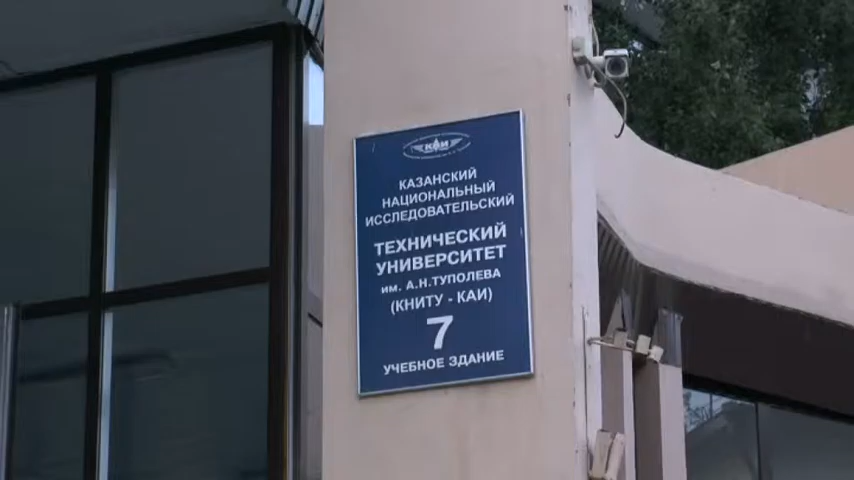 КАИ
КАЗАНСКИЙ
НАЦИОНАЛЬНЫЙ
ИССЛЕДОВАТЕЛЬСКИЙ
ТЕХНИЧЕСКИЙ
УНИВЕРСИТЕТ
им. А.Н.ТУПОЛЕВА
(КНИТУ - КАИ)
7
УЧЕБНОЕ ЗДАНИЕ